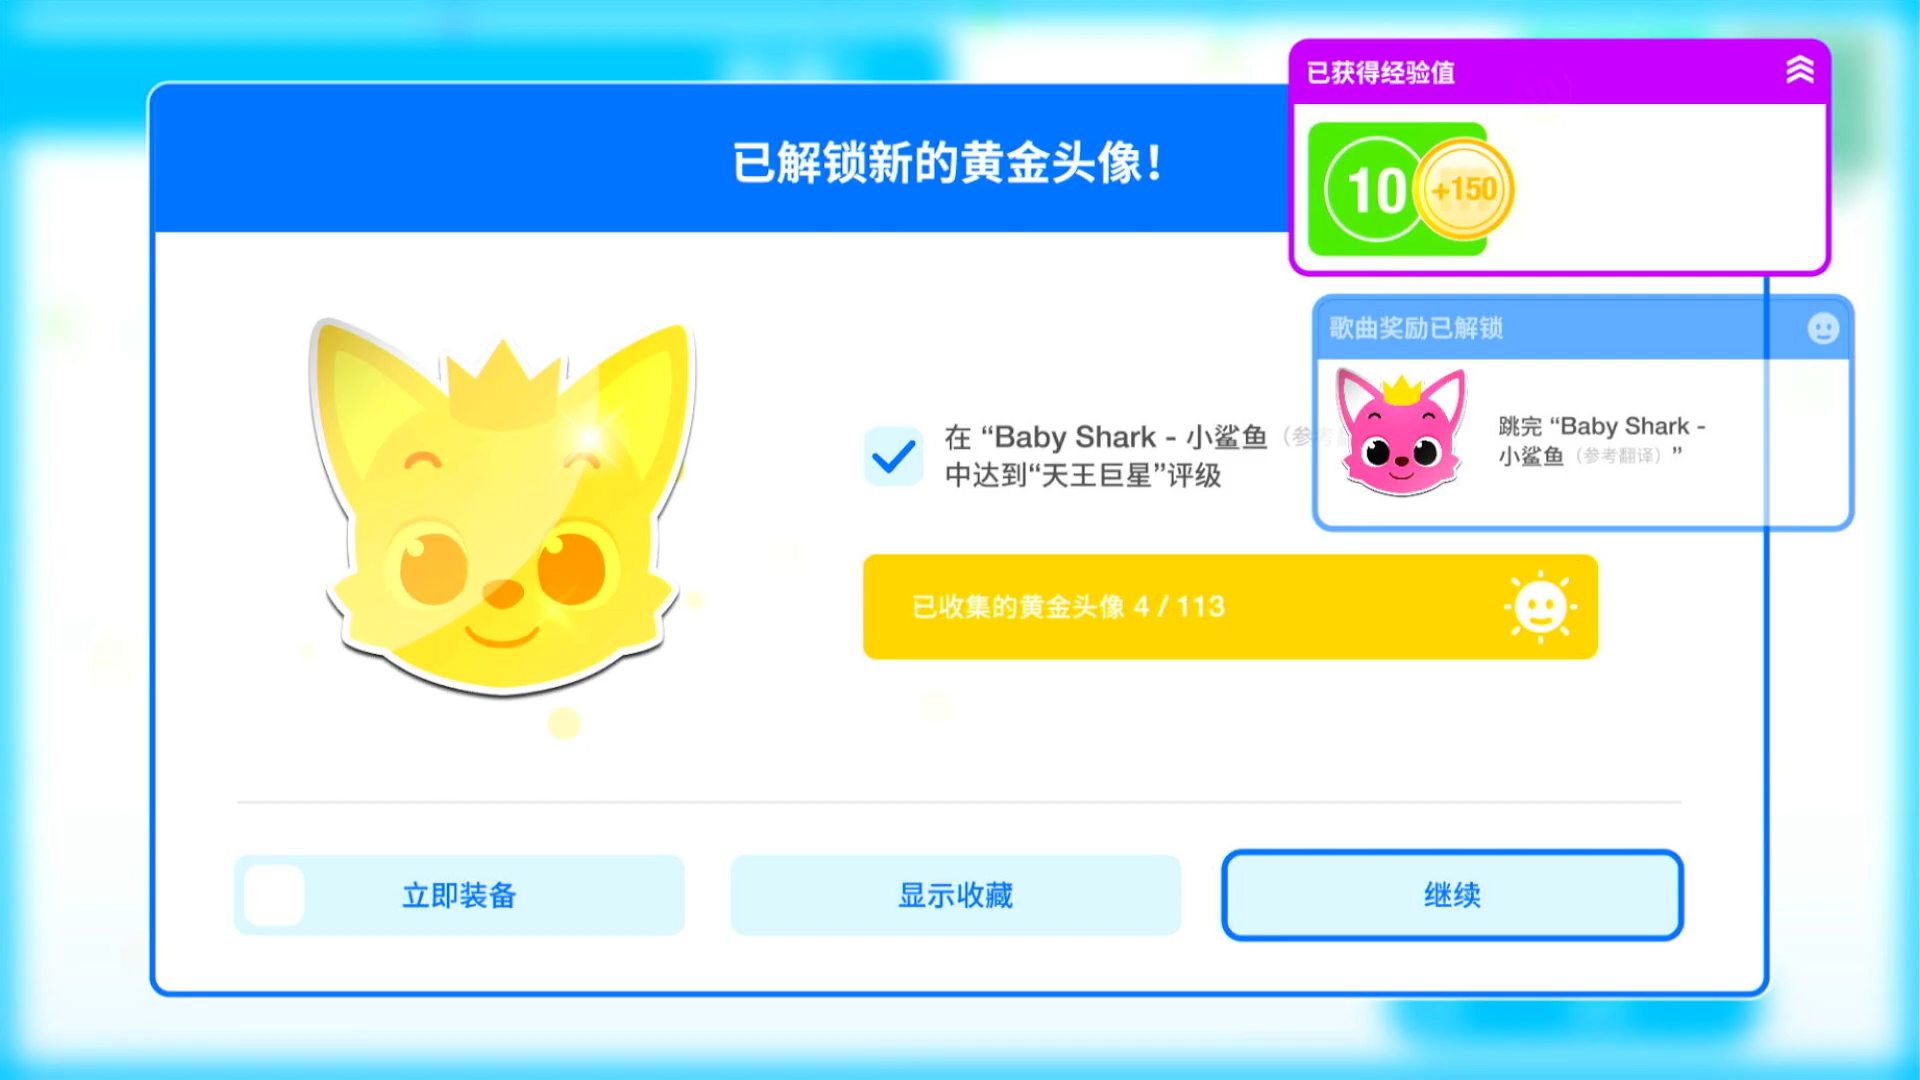 已获得经验值
10
+150
已解锁新的黄金头像！
歌曲奖励已解锁
跳完 “Baby Shark -
小鲨鱼（参考翻译）”
在 “Baby Shark - 小鲨鱼（参考
中达到“天王巨星”评级
已收集的黄金头像 4 / 113
立即装备
显示收藏
继续